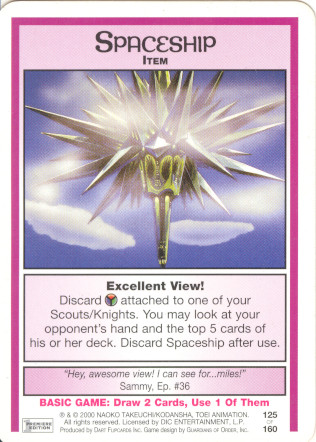 SPACESHIP
ITEM
Excellent View!
Discard attached to one of your
Scouts/Knights. You may look at your
opponent's hand and the top 5 cards of
his or her deck. Discard Spaceship after use.
"Hey, awesome view! I can see for...miles!"
Sammy, Ep. #36
BASIC GAME: Draw 2 Cards, Use 1 Of Them
® & © 2000 NAOKO TAKEUCHI/KODANSHA, TOEI ANIMATION.
All rights reserved. Licensed by DIC ENTERTAINMENT, L.P.
PRODUCED BY DART FLIPCARDS INC. GAME DESIGN BY GUARDIANS OF ORDER, INC.
PREMIERE
EDITION
125
OF
160